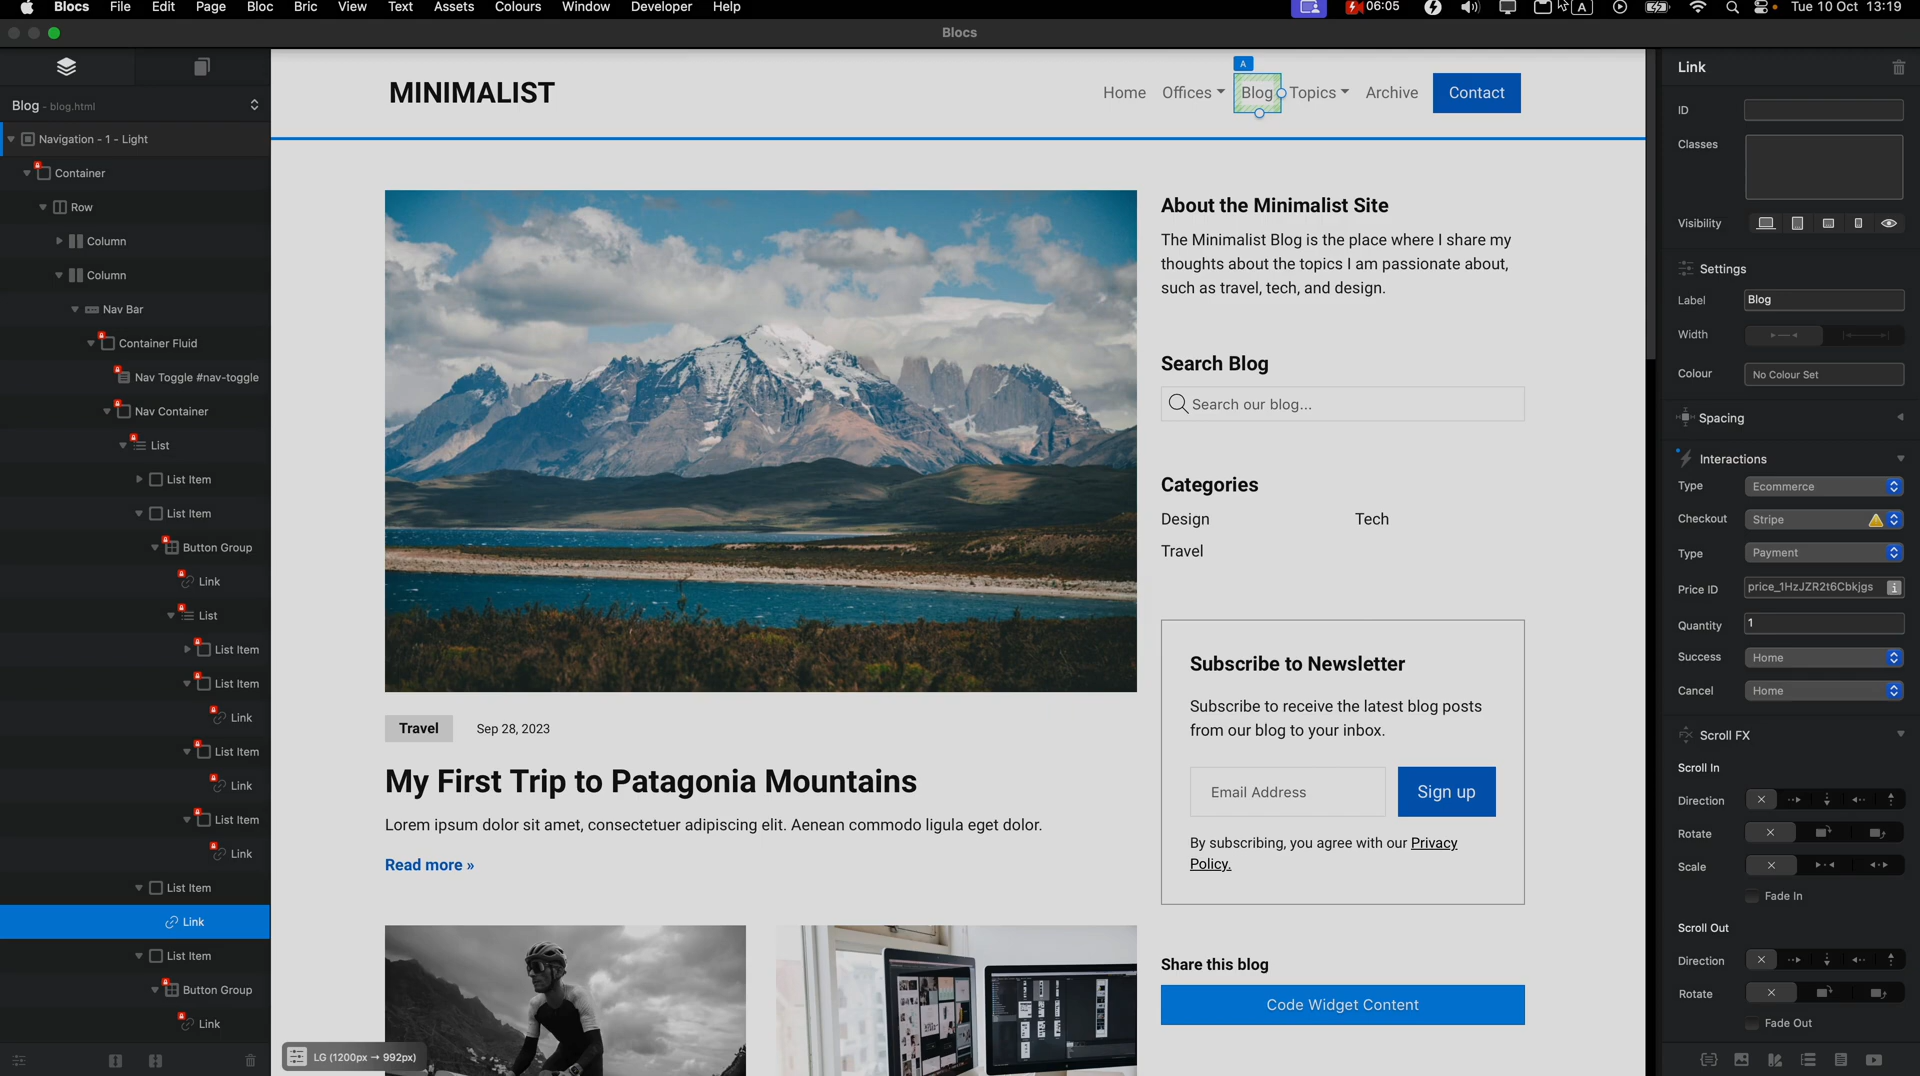 Blocs File Edit Page Bloc Bric View Text Assets Colours Window Developer Help
06:05
A
Tue 10 Oct 13:19
Blocs
Blog - blog.html
Navigation - 1 - Light
Container
Row
Column
Column
Nav Bar
Container Fluid
Nav Toggle #nav-toggle
Nav Container
List
List Item
List Item
Button Group
Link
List
List Item
List Item
Link
List Item
Link
List Item
Link
List Item
Link
List Item
Button Group
Link
MINIMALIST
A
Home Offices Blog Topics Archive Contact
Travel Sep 28, 2023
My First Trip to Patagonia Mountains
Lorem ipsum dolor sit amet, consectetuer adipiscing elit. Aenean commodo ligula eget dolor.
Read more »
LG (1200px → 992px)
About the Minimalist Site
The Minimalist Blog is the place where I share my
thoughts about the topics I am passionate about,
such as travel, tech, and design.
Search Blog
Search our blog...
Categories
Design Tech
Travel
Subscribe to Newsletter
Subscribe to receive the latest blog posts
from our blog to your inbox.
Email Address Sign up
By subscribing, you agree with our Privacy
Policy.
Share this blog
Code Widget Content
Link
ID
Classes
Visibility
Settings
Label Blog
Width
Colour No Colour Set
Spacing
Interactions
Type Ecommerce
Checkout Stripe
Type Payment
Price ID price_1HzJZR2t6Cbkjgs
Quantity 1
Success Home
Cancel Home
Scroll FX
Scroll In
Direction
Rotate
Scale
Fade In
Scroll Out
Direction
Rotate
Fade Out